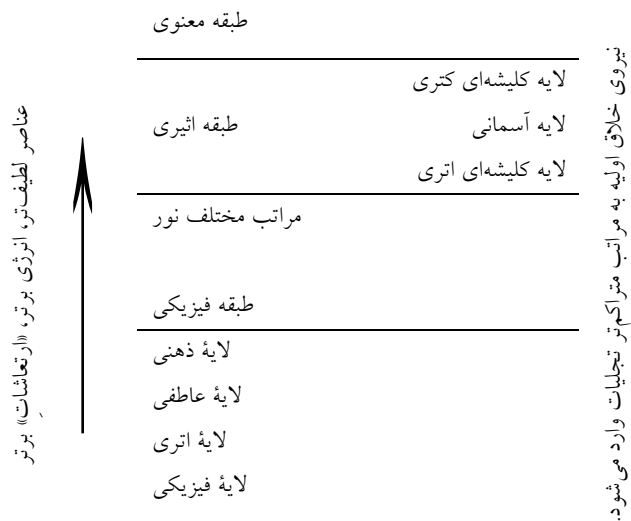 طبقه معنوی
لایه کلیشه‌ای کتری
لایه آسمانی
طبقه اثیری
لایه کلیشه‌ای اتری
مراتب مختلف نور
طبقه فیزیکی
لایهٔ ذهنی
لایهٔ عاطفی
لایهٔ اتری
لایهٔ فیزیکی
نیروی خلاق اولیه به مراتب متراکم‌تر تجلیات وارد می‌شود.
عناصر لطیف‌تر، انرژی برتر، «ارتعاشاتِ» برتر